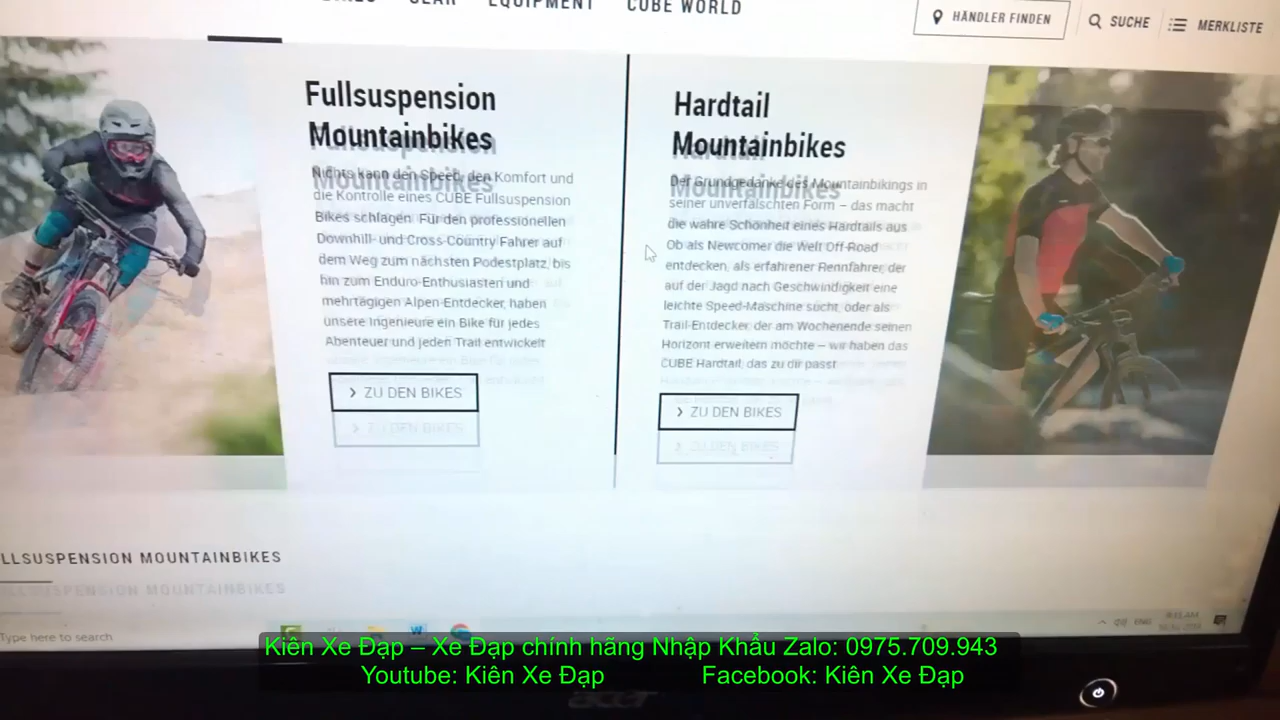 BIKES GEAR EQUIPMENT CUBE WORLD
HÄNDLER FINDEN SUCHE MERKLISTE
Fullsuspension
Mountainbikes
Nichts kann den Speed, den Komfort und
die Kontrolle eines CUBE Fullsuspension
Bikes schlagen. Für den professionellen
Downhill- und Cross-Country Fahrer auf
dem Weg zum nächsten Podestplatz, bis
hin zum Enduro-Enthusiasten und
mehrtägigen Alpen-Entdecker, haben
unsere Ingenieure ein Bike für jedes
Abenteuer und jeden Trail entwickelt
ZU DEN BIKES
Hardtail
Mountainbikes
Der Grundgedanke des Mountainbikings in
seiner unverfälschten Form – das macht
die wahre Schönheit eines Hardtails aus
Ob als Newcomer die Welt Off-Road
entdecken, als erfahrener Rennfahrer, der
auf der Jagd nach Geschwindigkeit eine
leichte Speed-Maschine sucht, oder als
Trail-Entdecker, der am Wochenende seinen
Horizont erweitern möchte – wir haben das
CUBE Hardtail, das zu dir passt
ZU DEN BIKES
LLSUSPENSION MOUNTAINBIKES
Type here to search
ENG
Kiên Xe Đạp – Xe Đạp chính hãng Nhập Khẩu Zalo: 0975.709.943
Youtube: Kiên Xe Đạp Facebook: Kiên Xe Đạp
acer